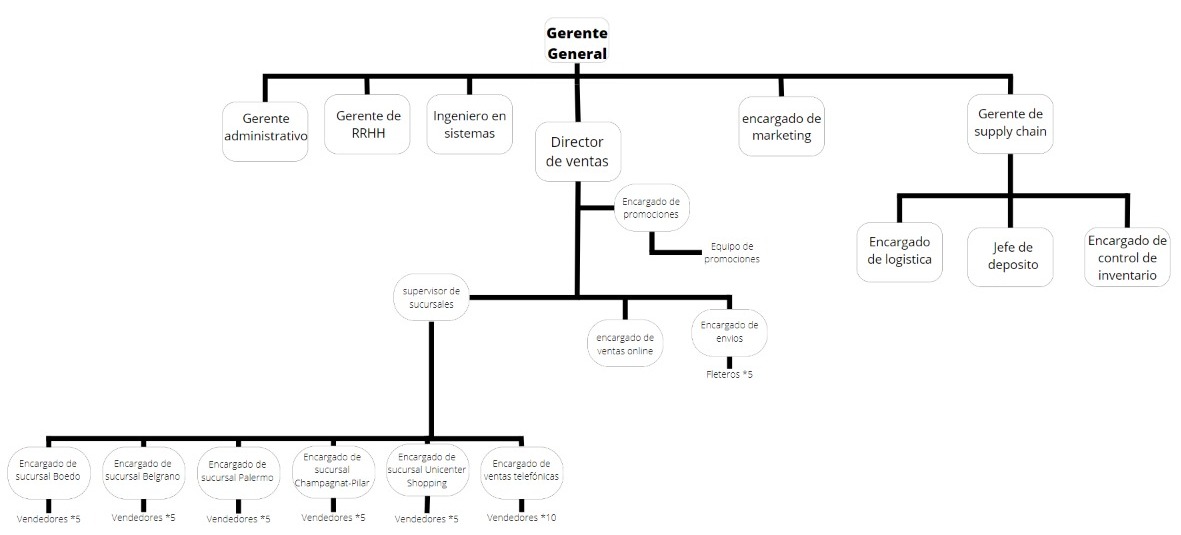 Gerente
General
Gerente
administrativo
Gerente de
RRHH
Ingeniero en
sistemas
Director
de ventas
encargado de
marketing
Gerente de
supply chain
Encargado de
promociones
Equipo de
promociones
Encargado
de logistica
Jefe de
deposito
Encargado de
control de
inventario
supervisor de
sucursales
encargado de
ventas online
Encargado de
envios
Fleteros *5
Encargado de
sucursal Boedo
Encargado de
sucursal Belgrano
Encargado de
sucursal Palermo
Encargado de
sucursal
Champagnat-Pilar
Encargado de
sucursal Unicenter
Shopping
Encargado de
ventas telefónicas
Vendedores *5
Vendedores *5
Vendedores *5
Vendedores *5
Vendedores *5
Vendedores *10